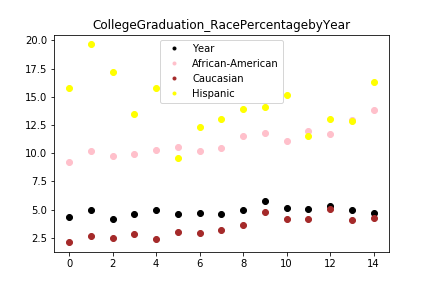 CollegeGraduation_RacePercentagebyYear
Year
African-American
Caucasian
Hispanic
20.0
17.5
15.0
12.5
10.0
7.5
5.0
2.5
0 2 4 6 8 10 12 14